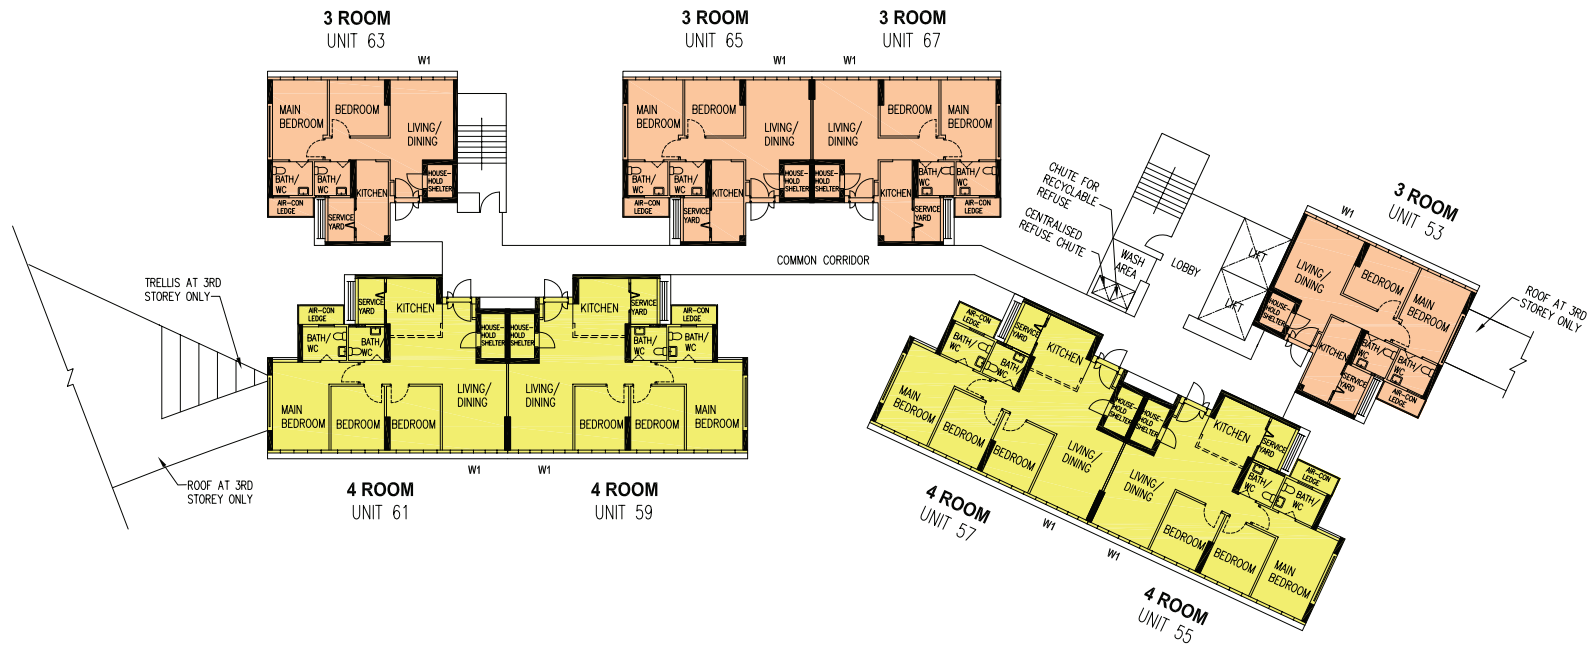 3 ROOM
UNIT 63
3 ROOM
UNIT 65
3 ROOM
UNIT 67
W1
W1
W1
MAIN
BEDROOM
BEDROOM
LIVING/
DINING
BATH/
WC
BATH/
WC
KITCHEN
HOUSE-
HOLD
SHELTER
AIR-CON
LEDGE
SERVICE
YARD
MAIN
BEDROOM
BEDROOM
LIVING/
DINING
BATH/
WC
BATH/
WC
KITCHEN
HOUSE-
HOLD
SHELTER
AIR-CON
LEDGE
SERVICE
YARD
LIVING/
DINING
BEDROOM
MAIN
BEDROOM
HOUSE-
HOLD
SHELTER
KITCHEN
BATH/
WC
BATH/
WC
SERVICE
YARD
AIR-CON
LEDGE
CHUTE FOR
RECYCLABLE
REFUSE
CENTRALISED
REFUSE CHUTE
WASH
AREA
LOBBY
LIFT
LIFT
COMMON CORRIDOR
3 ROOM
UNIT 53
W1
LIVING/
DINING
BEDROOM
MAIN
BEDROOM
HOUSE-
HOLD
SHELTER
KITCHEN
BATH/
WC
BATH/
WC
SERVICE
YARD
AIR-CON
LEDGE
ROOF AT 3RD
STOREY ONLY
TRELLIS AT 3RD
STOREY ONLY
ROOF AT 3RD
STOREY ONLY
AIR-CON
LEDGE
SERVICE
YARD
KITCHEN
BATH/
WC
BATH/
WC
HOUSE-
HOLD
SHELTER
MAIN
BEDROOM
BEDROOM
BEDROOM
LIVING/
DINING
W1
4 ROOM
UNIT 61
KITCHEN
SERVICE
YARD
AIR-CON
LEDGE
HOUSE-
HOLD
SHELTER
BATH/
WC
BATH/
WC
LIVING/
DINING
BEDROOM
BEDROOM
MAIN
BEDROOM
W1
4 ROOM
UNIT 59
AIR-CON
LEDGE
SERVICE
YARD
KITCHEN
BATH/
WC
BATH/
WC
HOUSE-
HOLD
SHELTER
MAIN
BEDROOM
BEDROOM
BEDROOM
LIVING/
DINING
4 ROOM
UNIT 57
W1
HOUSE-
HOLD
SHELTER
KITCHEN
SERVICE
YARD
AIR-CON
LEDGE
BATH/
WC
BATH/
WC
LIVING/
DINING
BEDROOM
BEDROOM
MAIN
BEDROOM
W1
4 ROOM
UNIT 55